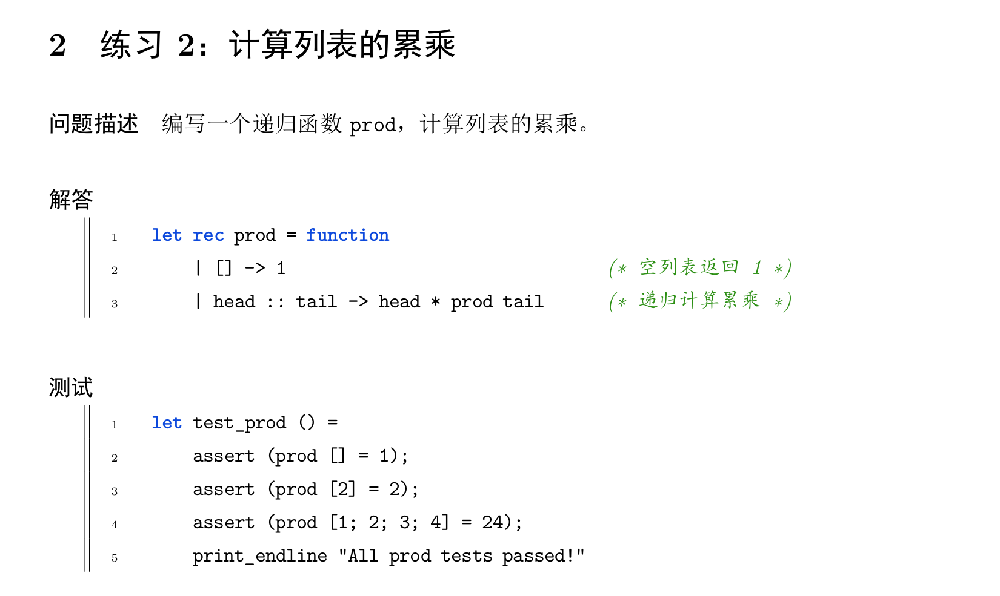 2 练习 2：计算列表的累乘
问题描述 编写一个递归函数 prod，计算列表的累乘。
解答
1 let rec prod = function
2     | [] -> 1 (* 空列表返回 1 *)
3     | head :: tail -> head * prod tail (* 递归计算累乘 *)
测试
1 let test_prod () =
2     assert (prod [] = 1);
3     assert (prod [2] = 2);
4     assert (prod [1; 2; 3; 4] = 24);
5     print_endline "All prod tests passed!"